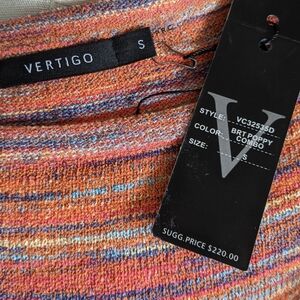 VERTIGO S
V
STYLE: VC32535D
COLOR: BRT POPPY
COMBO
SIZE: S
SUGG.PRICE $220.00